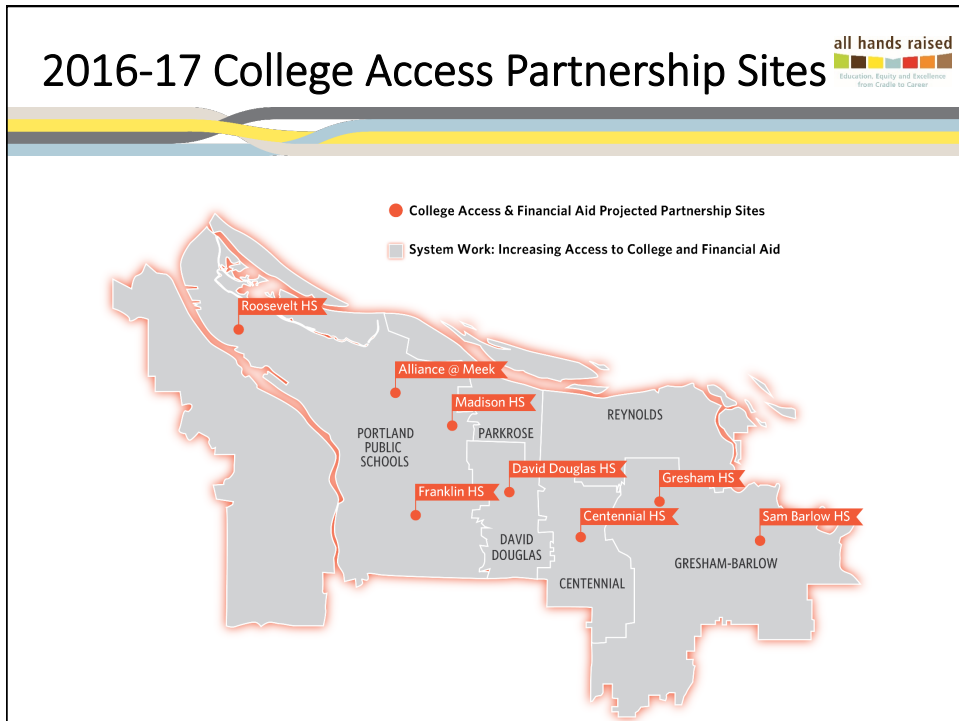 2016-17 College Access Partnership Sites
all hands raised
Education, Equity and Excellence
from Cradle to Career
College Access & Financial Aid Projected Partnership Sites
System Work: Increasing Access to College and Financial Aid
Roosevelt HS
Alliance @ Meek
Madison HS
REYNOLDS
PORTLAND
PUBLIC
SCHOOLS
PARKROSE
David Douglas HS
Gresham HS
Franklin HS
Centennial HS
Sam Barlow HS
DAVID
DOUGLAS
GRESHAM-BARLOW
CENTENNIAL